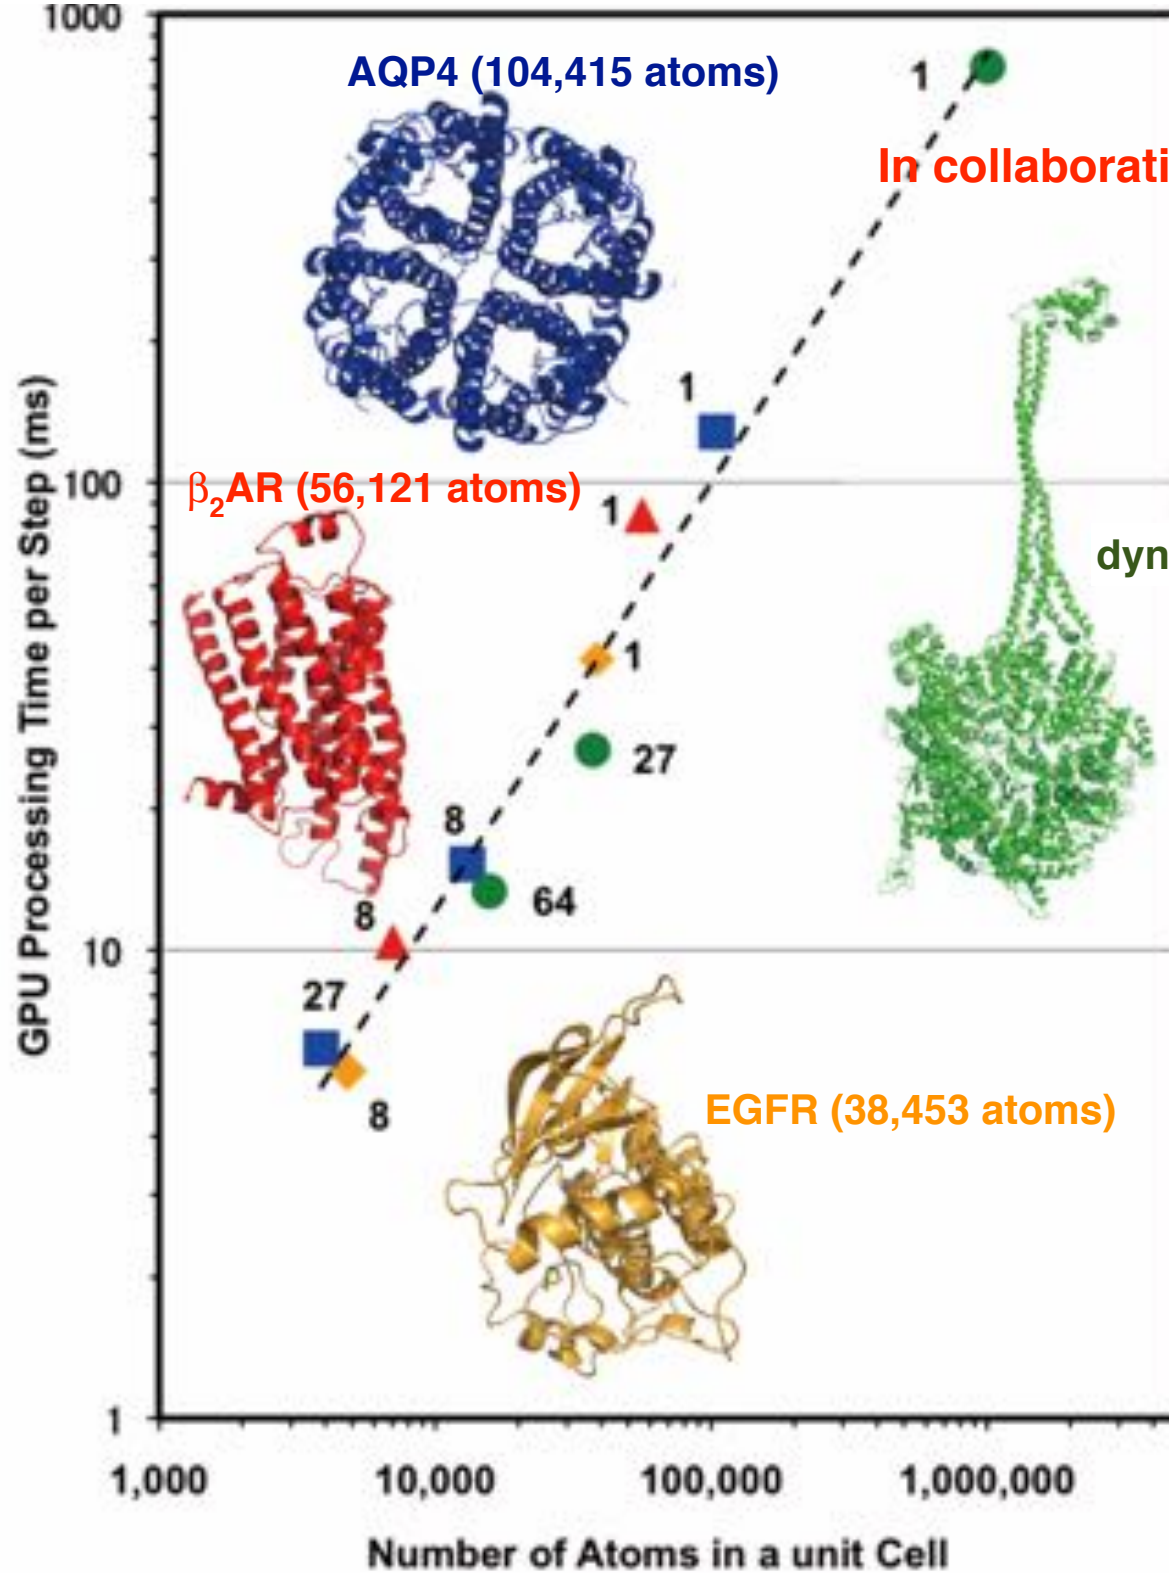 1000
AQP4 (104,415 atoms)
1
In collaborati
1
100
β2AR (56,121 atoms)
1
dyn
1
27
8
64
8
10
27
8
EGFR (38,453 atoms)
1
1,000
10,000
100,000
1,000,000
Number of Atoms in a unit Cell
GPU Processing Time per Step (ms)